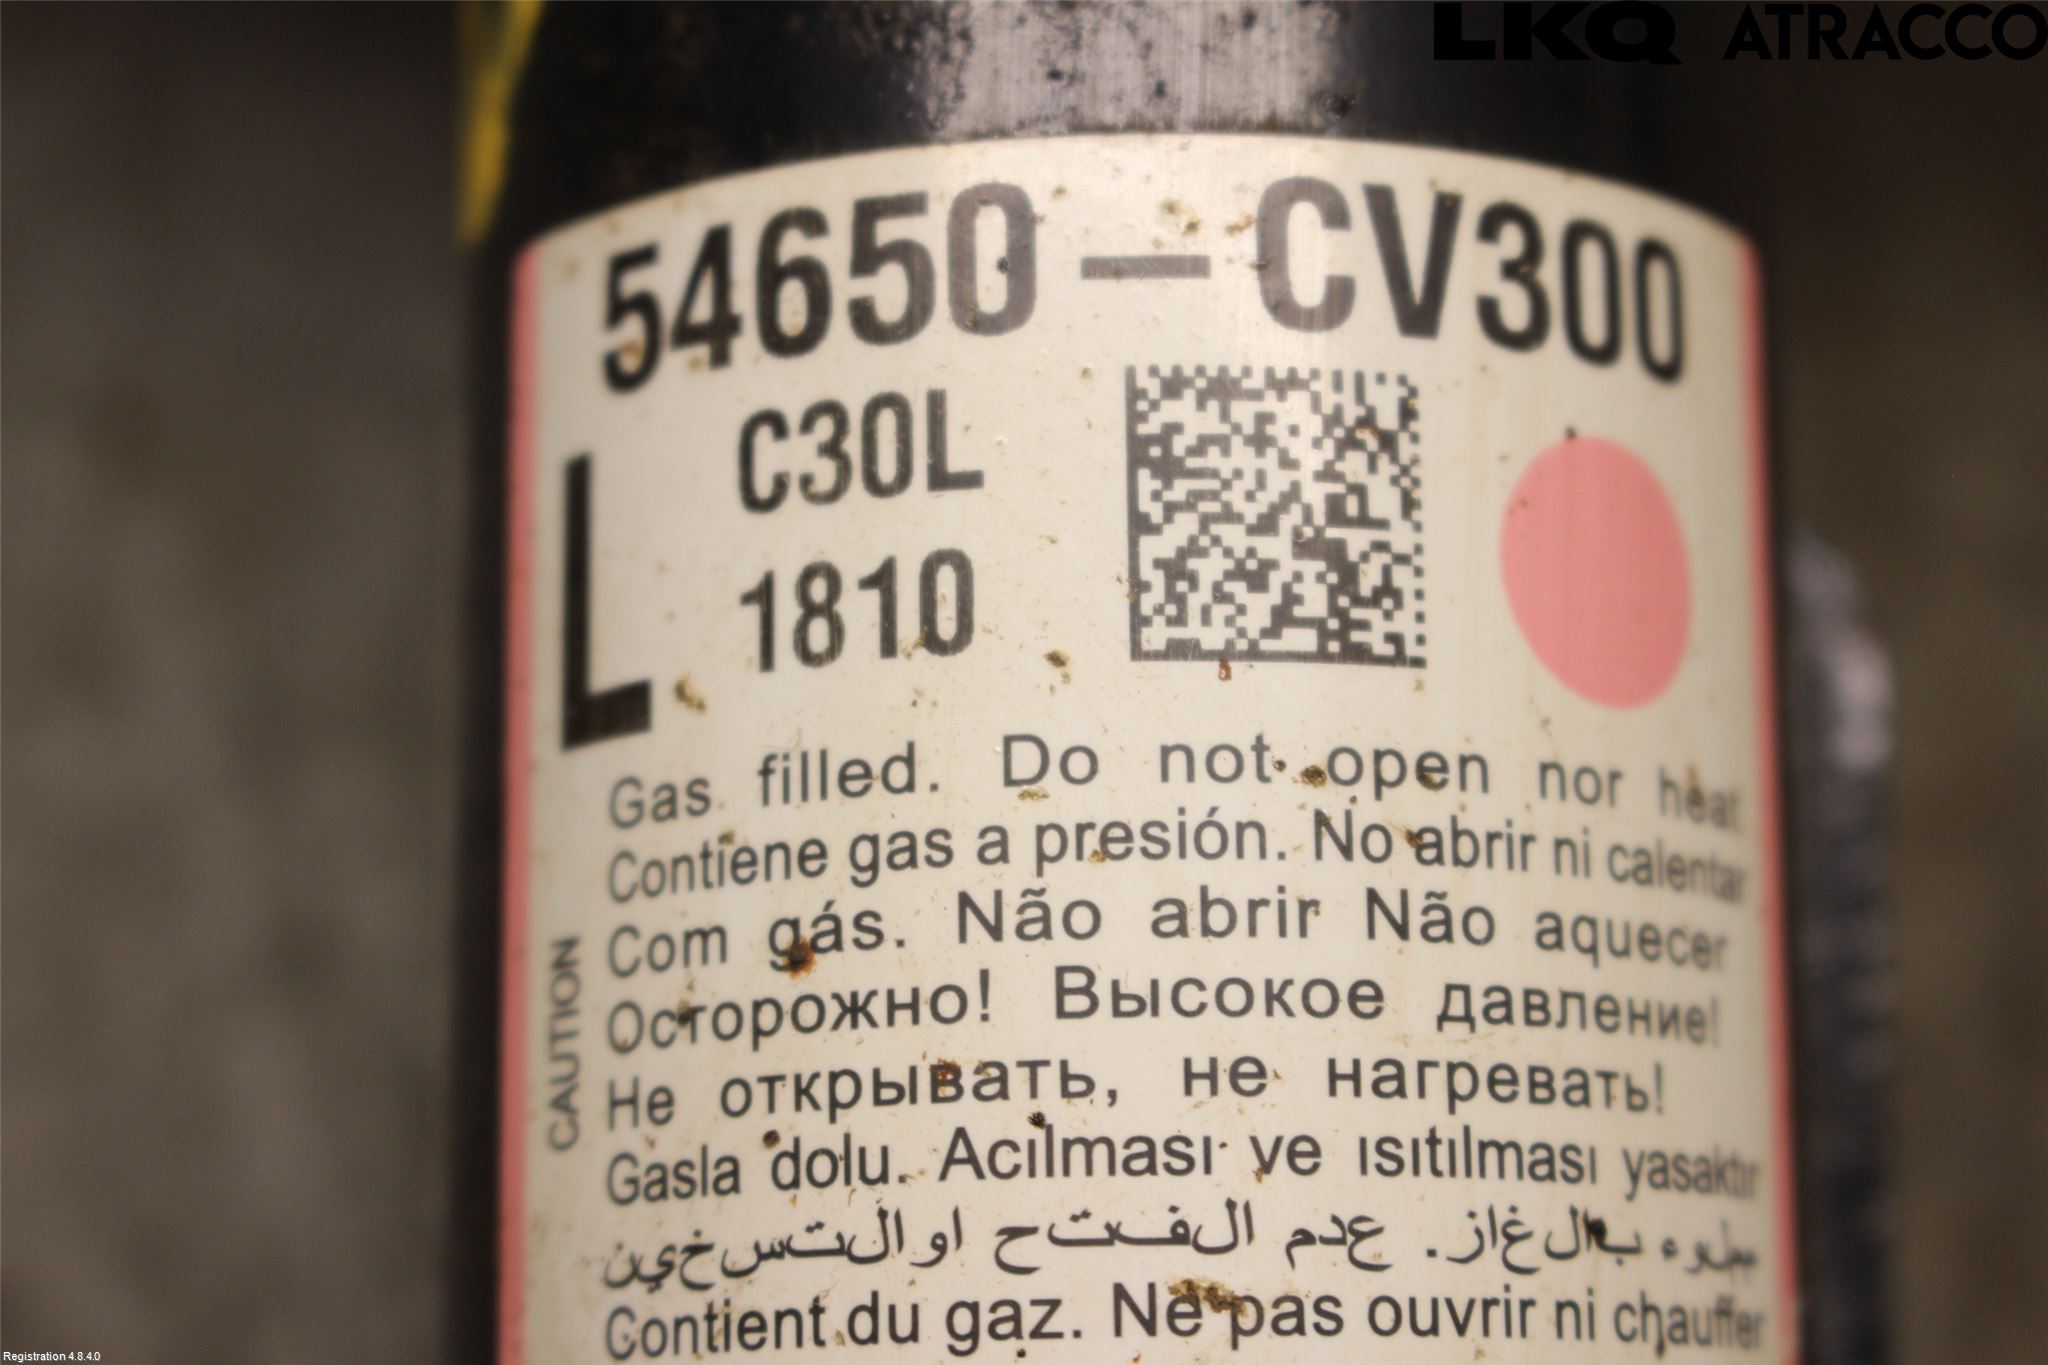 LKQ ATRACCO
54650-CV300
L C30L
1810
CAUTION
Gas filled. Do not open nor heat
Contiene gas a presión. No abrir ni calentar
Com gás. Não abrir Não aquecer
Осторожно! Высокое давление!
Не открывать, не нагревать!
Gasla dolu. Acılması ve ısıtılması yasaktır
مملوء بالغاز. عدم الفتح او التسخين
Contient du gaz. Ne pas ouvrir ni chauffer
Registration 4.8.4.0